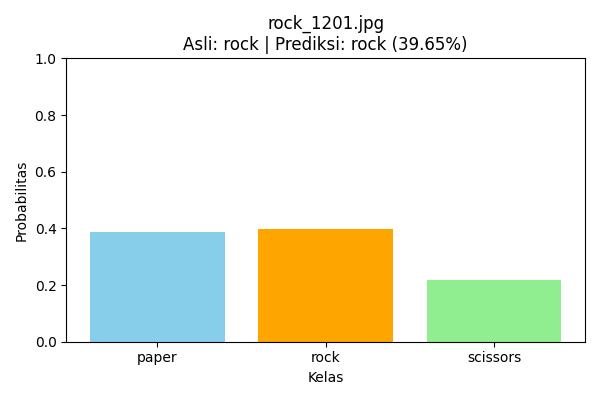 rock_1201.jpg
Asli: rock | Prediksi: rock (39.65%)
1.0
0.8
0.6
0.4
0.2
0.0
Probabilitas
paper rock scissors
Kelas